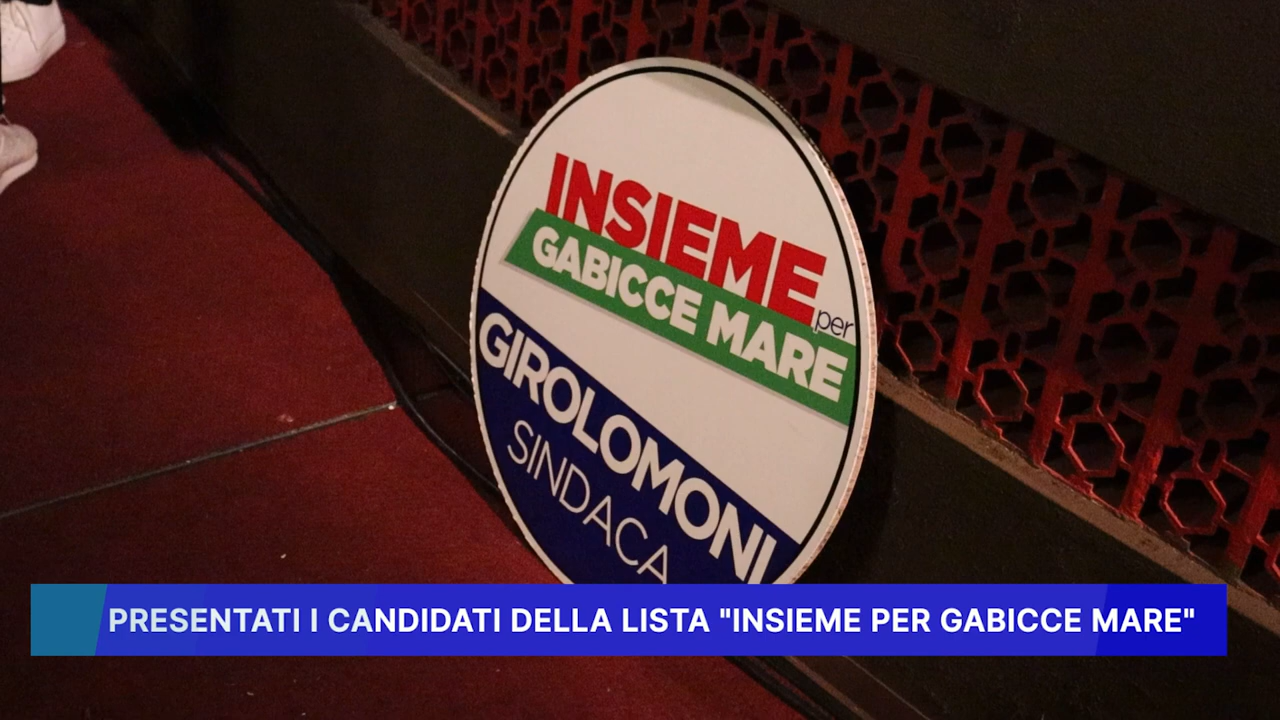 INSIEME
per
GABICCE MARE
GIROLOMONI
SINDACA
PRESENTATI I CANDIDATI DELLA LISTA "INSIEME PER GABICCE MARE"